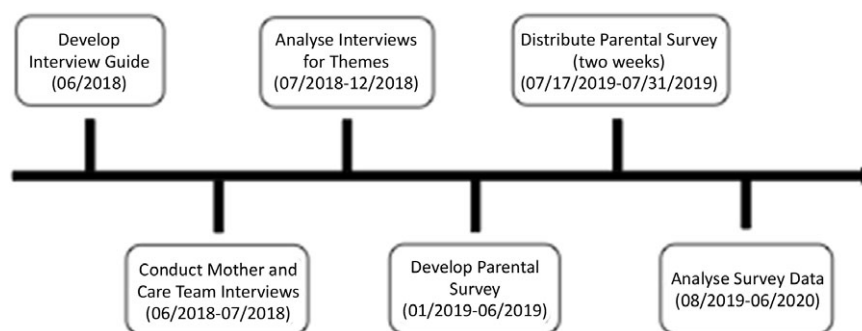 Develop
Interview Guide
(06/2018)
Analyse Interviews
for Themes
(07/2018-12/2018)
Distribute Parental Survey
(two weeks)
(07/17/2019-07/31/2019)
Conduct Mother and
Care Team Interviews
(06/2018-07/2018)
Develop Parental
Survey
(01/2019-06/2019)
Analyse Survey Data
(08/2019-06/2020)